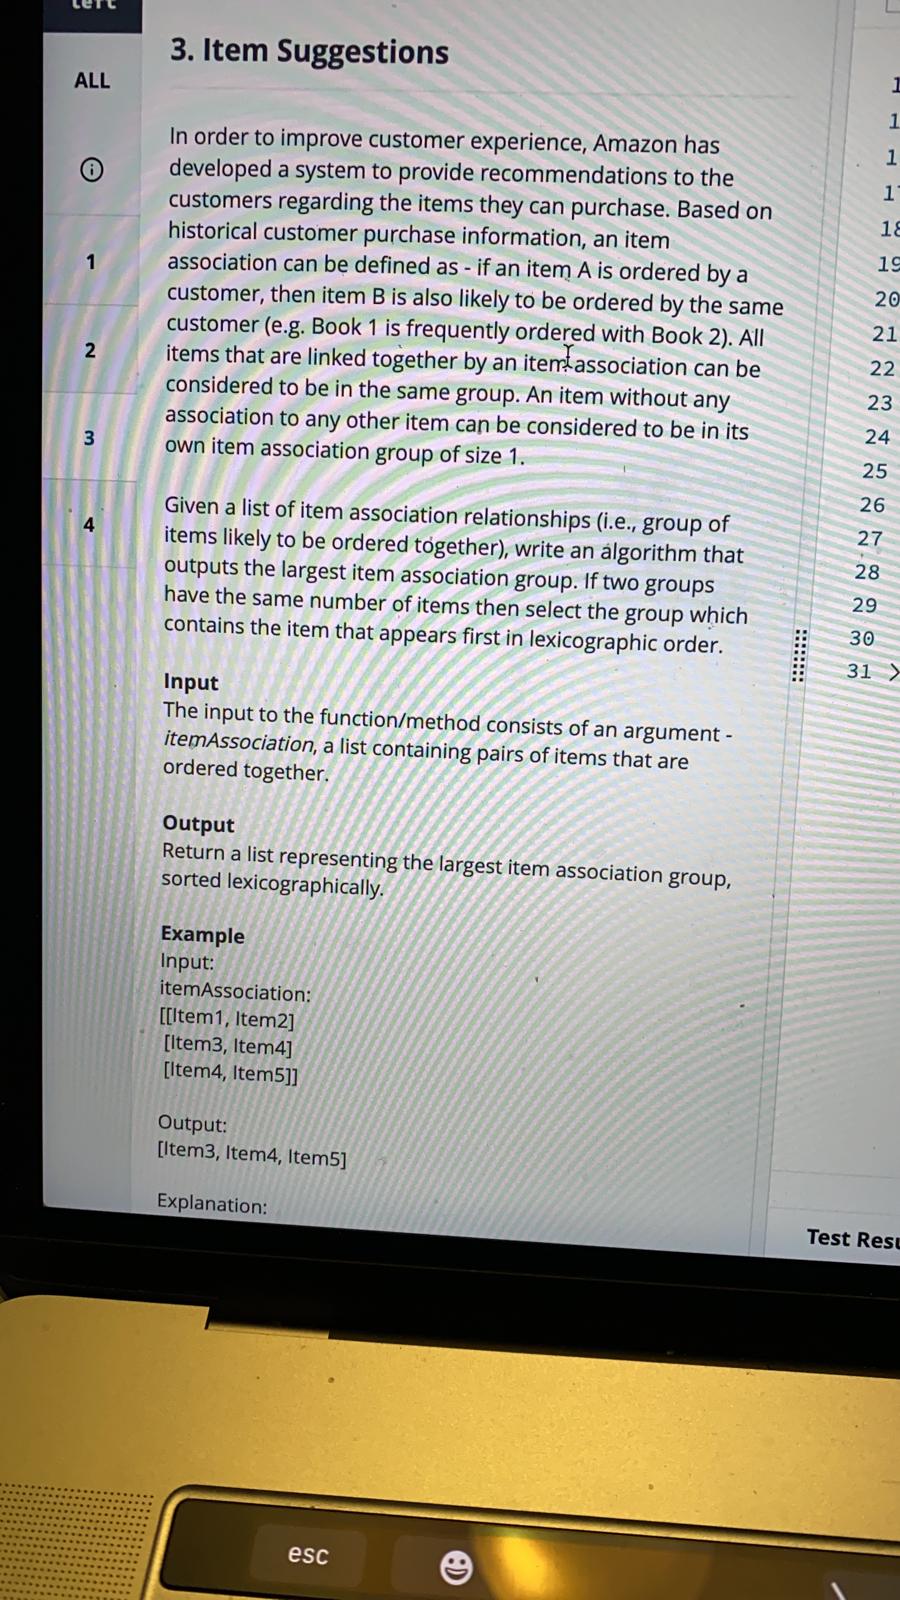 left
ALL
1
2
3
4
3. Item Suggestions
In order to improve customer experience, Amazon has
developed a system to provide recommendations to the
customers regarding the items they can purchase. Based on
historical customer purchase information, an item
association can be defined as - if an item A is ordered by a
customer, then item B is also likely to be ordered by the same
customer (e.g. Book 1 is frequently ordered with Book 2). All
items that are linked together by an item association can be
considered to be in the same group. An item without any
association to any other item can be considered to be in its
own item association group of size 1.
Given a list of item association relationships (i.e., group of
items likely to be ordered together), write an algorithm that
outputs the largest item association group. If two groups
have the same number of items then select the group which
contains the item that appears first in lexicographic order.
Input
The input to the function/method consists of an argument -
itemAssociation, a list containing pairs of items that are
ordered together.
Output
Return a list representing the largest item association group,
sorted lexicographically.
Example
Input:
itemAssociation:
[[Item1, Item2]
[Item3, Item4]
[Item4, Item5]]
Output:
[Item3, Item4, Item5]
Explanation:
18
19
20
21
22
23
24
25
26
27
28
29
30
31
Test Resu
esc